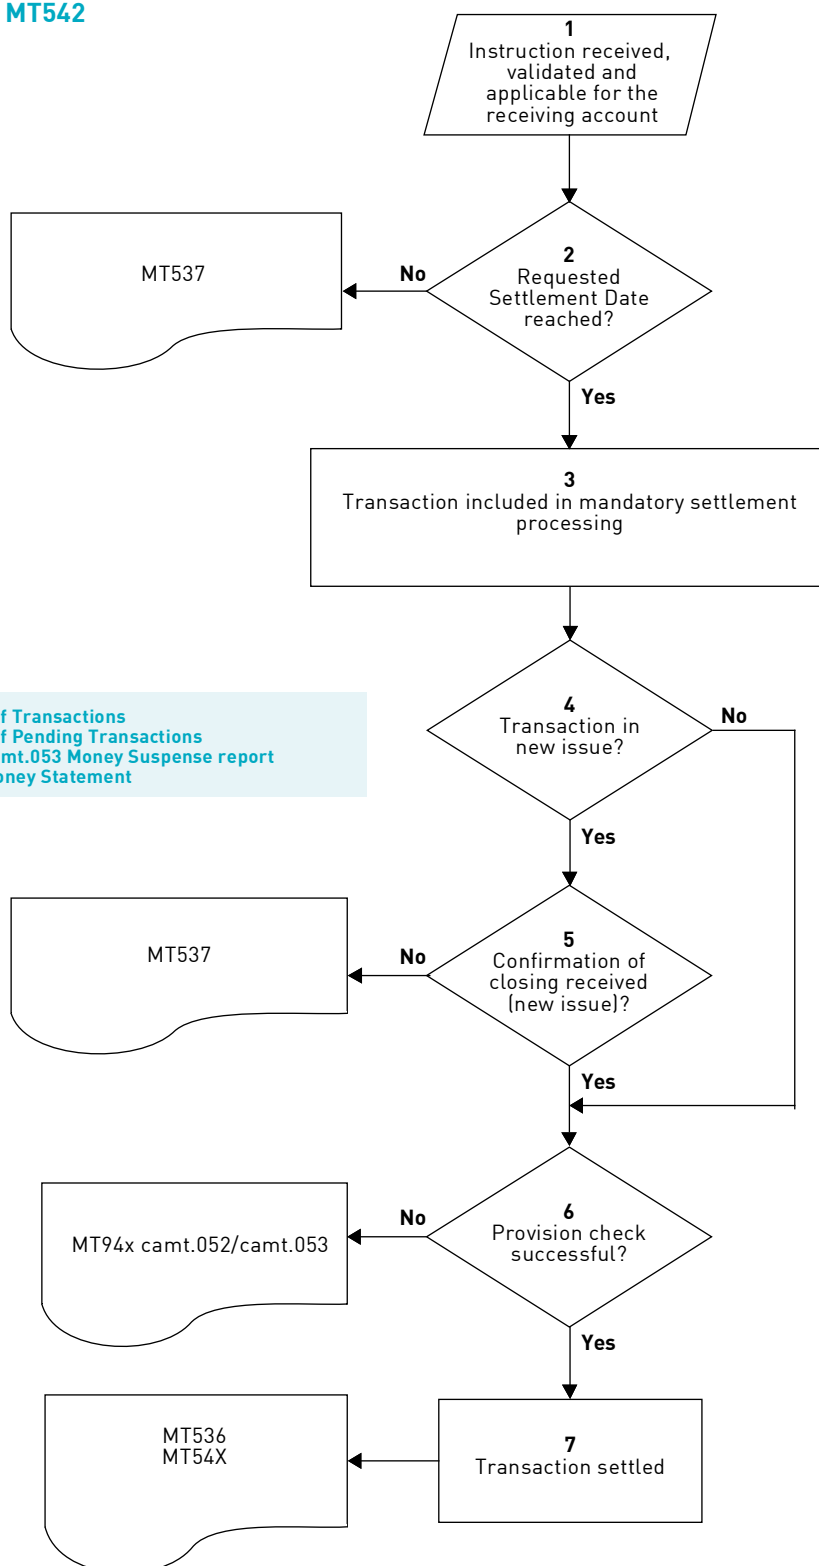 MT542
1
Instruction received,
validated and
applicable for the
receiving account
2
Requested
Settlement Date
reached?
No
MT537
Yes
3
Transaction included in mandatory settlement
processing
f Transactions
f Pending Transactions
mt.053 Money Suspense report
oney Statement
4
Transaction in
new issue?
No
Yes
5
Confirmation of
closing received
(new issue)?
No
MT537
Yes
6
Provision check
successful?
No
MT94x camt.052/camt.053
Yes
7
Transaction settled
MT536
MT54X